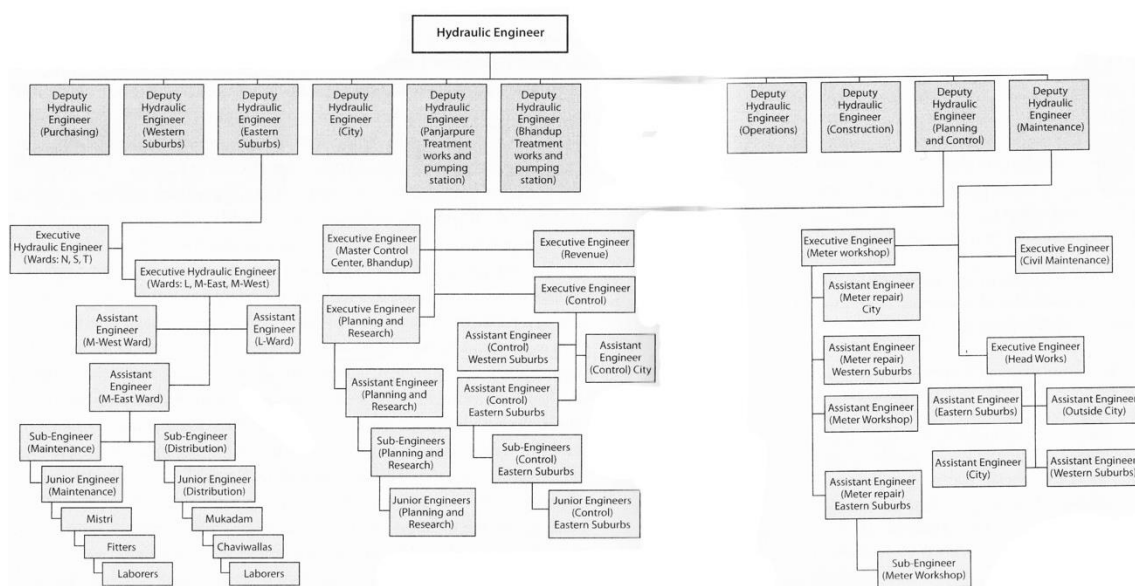 Hydraulic Engineer
Deputy
Hydraulic
Engineer
(Purchasing)
Deputy
Hydraulic
Engineer
(Western
Suburbs)
Deputy
Hydraulic
Engineer
(Eastern
Suburbs)
Deputy
Hydraulic
Engineer
(City)
Deputy
Hydraulic
Engineer
(Panjarpure
Treatment
works and
pumping
station)
Deputy
Hydraulic
Engineer
(Bhandup
Treatment
works and
pumping
station)
Deputy
Hydraulic
Engineer
(Operations)
Deputy
Hydraulic
Engineer
(Construction)
Deputy
Hydraulic
Engineer
(Planning
and Control)
Deputy
Hydraulic
Engineer
(Maintenance)
Executive
Hydraulic Engineer
(Wards: N, S, T)
Executive Hydraulic Engineer
(Wards: L, M-East, M-West)
Assistant
Engineer
(M-West Ward)
Assistant
Engineer
(L-Ward)
Assistant
Engineer
(M-East Ward)
Sub-Engineer
(Maintenance)
Sub-Engineer
(Distribution)
Junior Engineer
(Maintenance)
Junior Engineer
(Distribution)
Mistri
Mukadam
Fitters
Chaviwallas
Laborers
Laborers
Executive Engineer
(Master Control
Center, Bhandup)
Executive Engineer
(Revenue)
Executive Engineer
(Planning and
Research)
Executive Engineer
(Control)
Assistant Engineer
(Control)
Western Suburbs
Assistant
Engineer
(Control) City
Assistant Engineer
(Planning and
Research)
Assistant Engineer
(Control)
Eastern Suburbs
Sub-Engineers
(Planning and
Research)
Sub-Engineers
(Control)
Eastern Suburbs
Junior Engineers
(Planning and
Research)
Junior Engineers
(Control)
Eastern Suburbs
Executive Engineer
(Meter workshop)
Executive Engineer
(Civil Maintenance)
Assistant Engineer
(Meter repair)
City
Assistant Engineer
(Meter repair)
Western Suburbs
Executive Engineer
(Head Works)
Assistant Engineer
(Meter Workshop)
Assistant Engineer
(Eastern Suburbs)
Assistant Engineer
(Outside City)
Assistant Engineer
(City)
Assistant Engineer
(Western Suburbs)
Assistant Engineer
(Meter repair)
Eastern Suburbs
Sub-Engineer
(Meter Workshop)